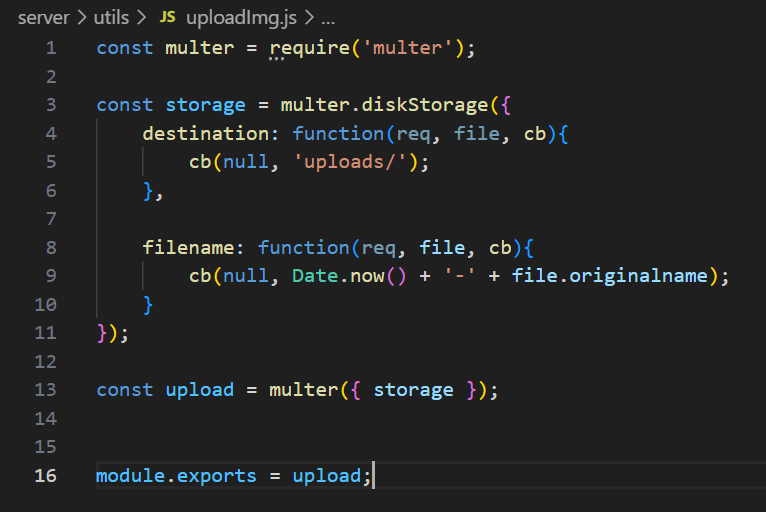 server > utils > JS uploadImg.js > ...
1 const multer = require('multer');
2
3 const storage = multer.diskStorage({
4     destination: function(req, file, cb){
5         cb(null, 'uploads/');
6     },
7
8     filename: function(req, file, cb){
9         cb(null, Date.now() + '-' + file.originalname);
10     }
11 });
12
13 const upload = multer({ storage });
14
15
16 module.exports = upload;